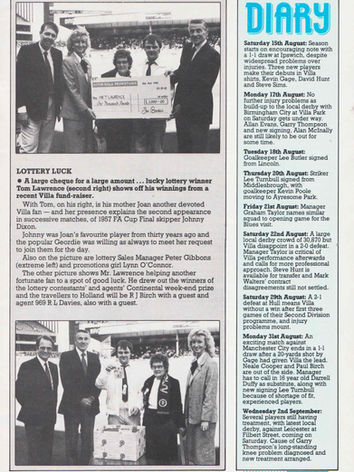 LOTTERY LUCK
● A large cheque for a large amount . . . lucky lottery winner
Tom Lawrence (second right) shows off his winnings from a
recent Villa fund-raiser.
With Tom, on his right, is his mother Joan another devoted
Villa fan — and her presence explains the second appearance
in successive matches, of 1957 FA Cup Final skipper Johnny
Dixon.
Johnny was Joan's favourite player from thirty years ago and
the popular Geordie was willing as always to meet her request
to join them for the day.
Also on the picture are lottery Sales Manager Peter Gibbons
(extreme left) and promotions girl Lynn O'Connor.
The other picture shows Mr. Lawrence helping another
fortunate fan to a spot of good luck. He drew out the winners of
the lottery contestants' and agents' Continental week-end prize
and the travellers to Holland will be R J Birch with a guest and
agent 969 R L Davies, also with a guest.
DIARY
Saturday 15th August: Season
starts on encouraging note with
a 1-1 draw at Ipswich, despite
widespread problems over
injuries. Three new players
make their debuts in Villa
shirts, Kevin Gage, David Hunt
and Steve Sims.
Monday 17th August: No
further injury problems as
build-up to the local derby with
Birmingham City at Villa Park
on Saturday gets under way.
Allan Evans, Garry Thompson
and new signing, Alan McInally
are still likely to be out for
some time.
Tuesday 18th August:
Goalkeeper Lee Butler signed
from Lincoln.
Thursday 20th August: Striker
Lee Turnbull signed from
Middlesbrough, with
goalkeeper Kevin Poole
moving to Ayresome Park.
Friday 21st August: Manager
Graham Taylor names similar
squad to opening game for the
Blues visit.
Saturday 22nd August: A large
local derby crowd of 30,870 but
Villa disappoint in a 2-0 defeat.
Manager Taylor is critical of
Villa performance afterwards
and calls for more professional
approach. Steve Hunt is
available for transfer and Mark
Walters' contract
disagreements still not settled.
Saturday 29th August: A 2-1
defeat at Hull means Villa
without a win after first three
games of their Second Division
programme, and injury
problems mount.
Monday 31st August: An
exciting match against
Manchester City ends in a 1-1
draw after a 20-yards shot by
Gage had given Villa the lead.
Neale Cooper and Paul Birch
are out of the side. Manager
has to call in 16 year old Darrell
Duffy as substitute, along with
new signing Lee Turnbull
because of shortage of fit,
experienced players.
Wednesday 2nd September:
Several players still having
treatment, with latest local
derby, against Leicester at
Filbert Street, coming on
Saturday. Cause of Garry
Thompson's long-standing
knee problem diagnosed and
new treatment arranged.